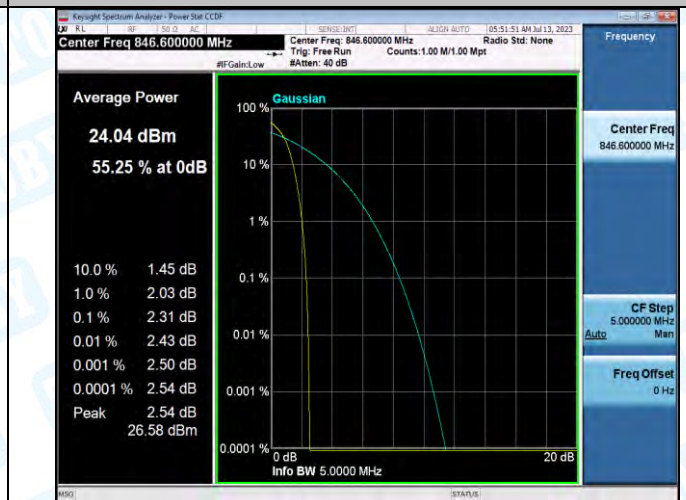 Keysight Spectrum Analyzer - Power Stat CCDF
RL RF 50 Ω AC SENSE:INT ALIGN AUTO 05:51:51 AM Jul 13, 2023
Center Freq 846.600000 MHz
Center Freq: 846.600000 MHz Radio Std: None
Trig: Free Run Counts:1.00 M/1.00 Mpt
#IFGain:Low #Atten: 40 dB
Frequency
Average Power
24.04 dBm
55.25 % at 0dB
10.0 % 1.45 dB
1.0 % 2.03 dB
0.1 % 2.31 dB
0.01 % 2.43 dB
0.001 % 2.50 dB
0.0001 % 2.54 dB
Peak 2.54 dB
26.58 dBm
Gaussian
100 %
10 %
1 %
0.1 %
0.01 %
0.001 %
0.0001 %
0 dB 20 dB
Info BW 5.0000 MHz
Center Freq
846.600000 MHz
CF Step
5.000000 MHz
Auto Man
Freq Offset
0 Hz
MSG STATUS